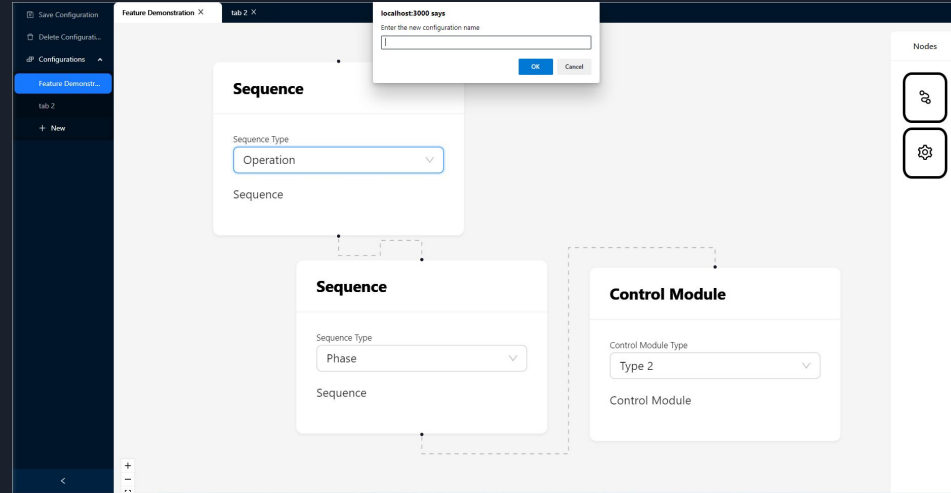 Save Configuration
Delete Configurati...
Configurations
Feature Demonstr...
tab 2
+ New
Feature Demonstration ×
tab 2 ×
localhost:3000 says
Enter the new configuration name
OK
Cancel
Sequence
Sequence Type
Operation
Sequence
Sequence
Sequence Type
Phase
Sequence
Control Module
Control Module Type
Type 2
Control Module
Nodes